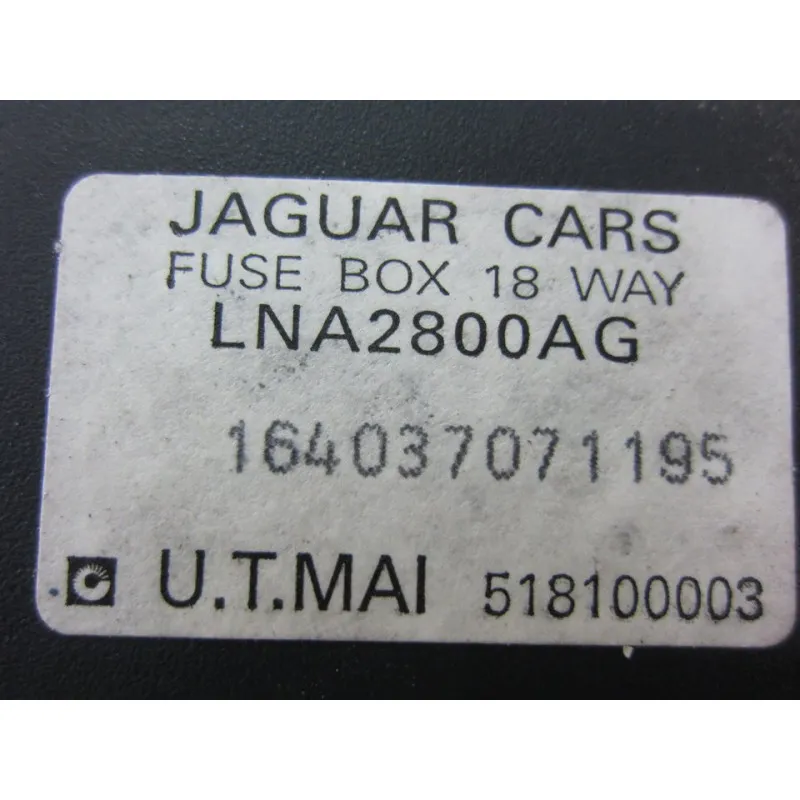 JAGUAR CARS
FUSE BOX 18 WAY
LNA2800AG
164037071195
U.T.MAI 518100003